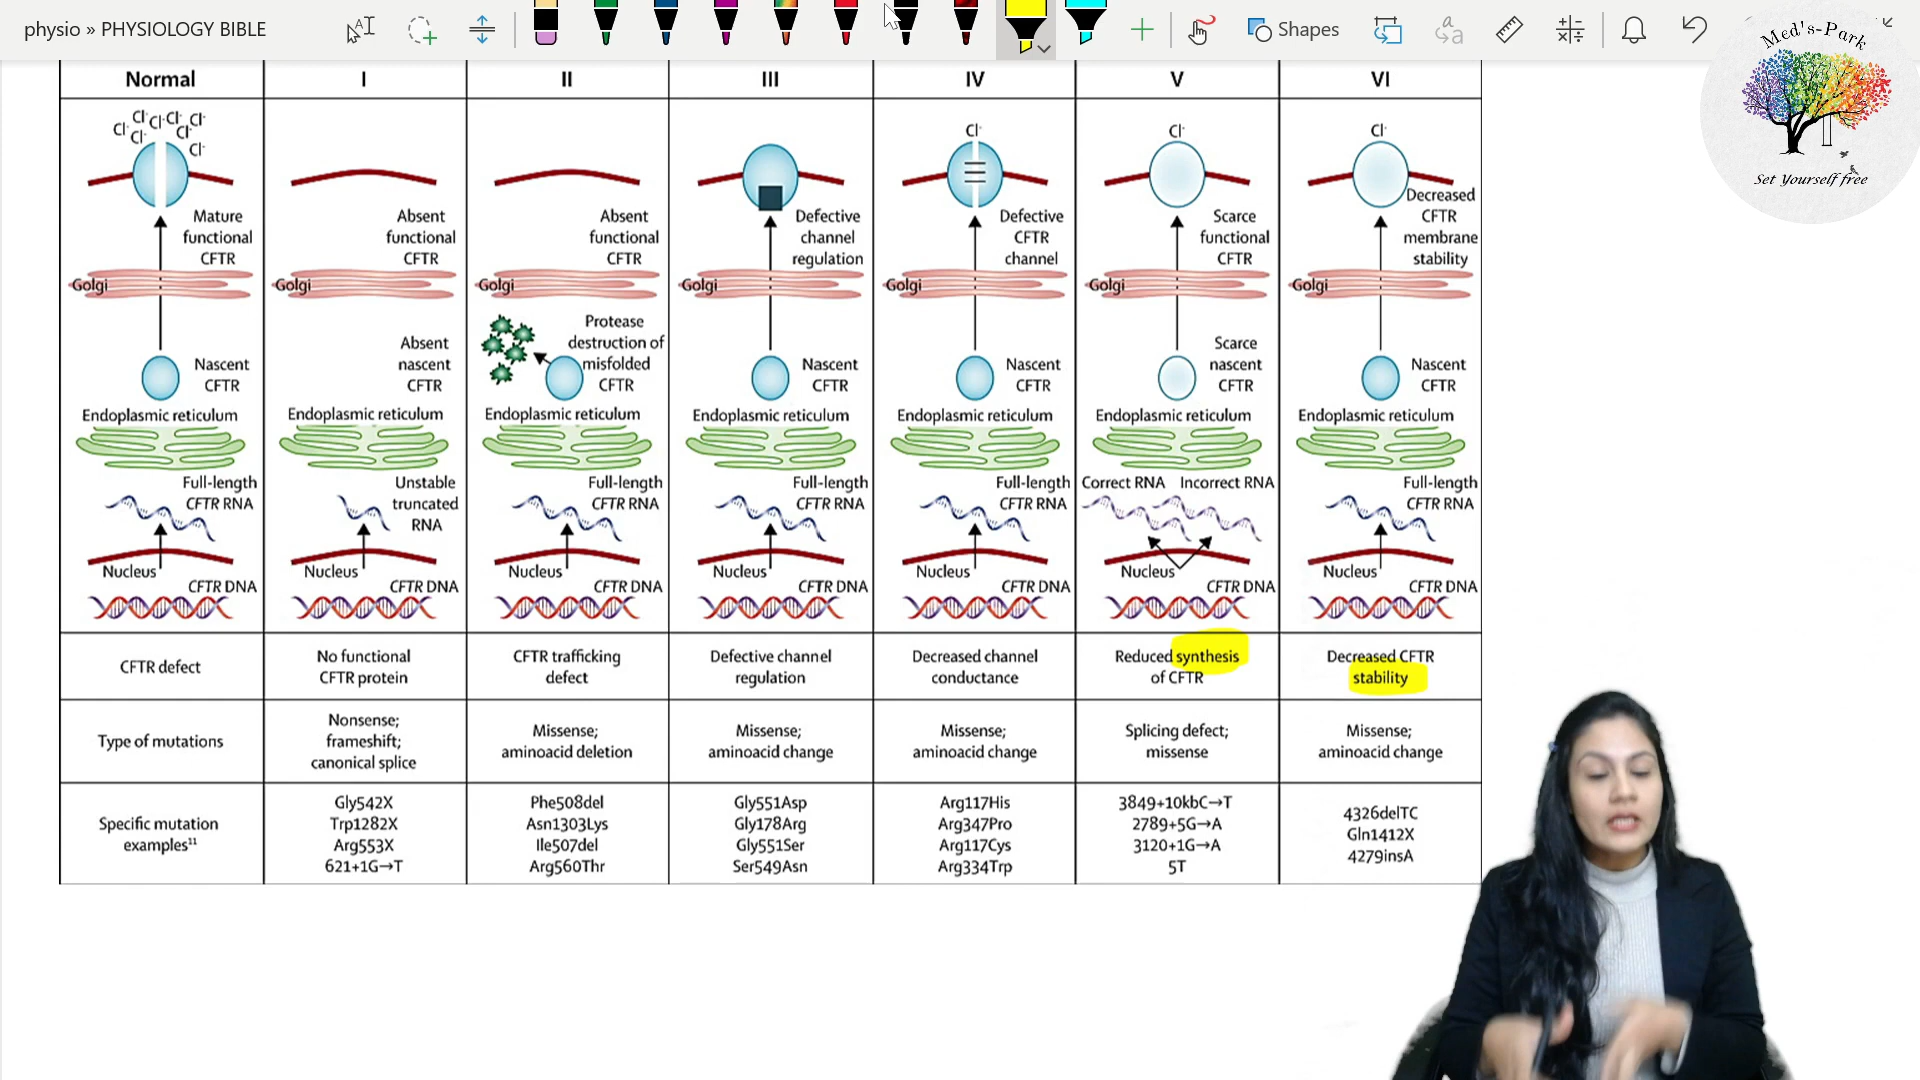 physio » PHYSIOLOGY BIBLE
Shapes
Med's-Park
Set Yourself free
Normal
I
II
III
IV
V
VI
Cl- Cl- Cl- Cl- Cl- Cl- Cl- Cl-
Mature
functional
CFTR
Golgi
Nascent
CFTR
Endoplasmic reticulum
Full-length
CFTR RNA
Nucleus
CFTR DNA
Absent
functional
CFTR
Golgi
Absent
nascent
CFTR
Endoplasmic reticulum
Unstable
truncated
RNA
Nucleus
CFTR DNA
Absent
functional
CFTR
Golgi
Protease
destruction of
misfolded
CFTR
Endoplasmic reticulum
Full-length
CFTR RNA
Nucleus
CFTR DNA
Defective
channel
regulation
Golgi
Nascent
CFTR
Endoplasmic reticulum
Full-length
CFTR RNA
Nucleus
CFTR DNA
Cl-
Defective
CFTR
channel
Golgi
Nascent
CFTR
Endoplasmic reticulum
Full-length
CFTR RNA
Nucleus
CFTR DNA
Cl-
Scarce
functional
CFTR
Golgi
Scarce
nascent
CFTR
Endoplasmic reticulum
Correct RNA Incorrect RNA
Nucleus
CFTR DNA
Cl-
Decreased
CFTR
membrane
stability
Golgi
Nascent
CFTR
Endoplasmic reticulum
Full-length
CFTR RNA
Nucleus
CFTR DNA
CFTR defect
No functional
CFTR protein
CFTR trafficking
defect
Defective channel
regulation
Decreased channel
conductance
Reduced synthesis
of CFTR
Decreased CFTR
stability
Type of mutations
Nonsense;
frameshift;
canonical splice
Missense;
aminoacid deletion
Missense;
aminoacid change
Missense;
aminoacid change
Splicing defect;
missense
Missense;
aminoacid change
Specific mutation
examples¹¹
Gly542X
Trp1282X
Arg553X
621+1G→T
Phe508del
Asn1303Lys
Ile507del
Arg560Thr
Gly551Asp
Gly178Arg
Gly551Ser
Ser549Asn
Arg117His
Arg347Pro
Arg117Cys
Arg334Trp
3849+10kbC→T
2789+5G→A
3120+1G→A
5T
4326delTC
Gln1412X
4279insA